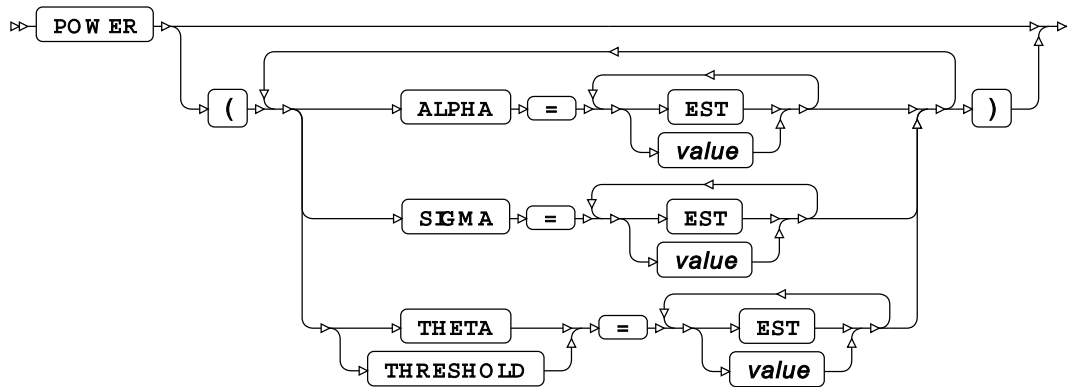 POWER
( ALPHA = EST )
value
SIGMA = EST
value
THETA = EST
THRESHOLD value